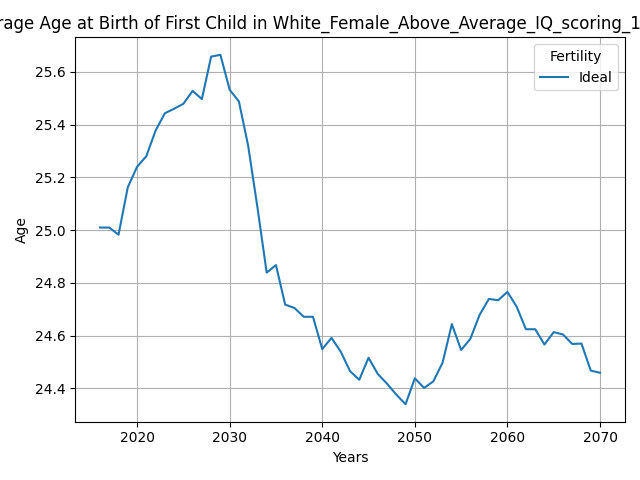 Age at Birth of First Child in White_Female_Above_Average_IQ_scoring_1
Fertility
Ideal
25.6
25.4
25.2
25.0
24.8
24.6
24.4
Age
2020 2030 2040 2050 2060 2070
Years